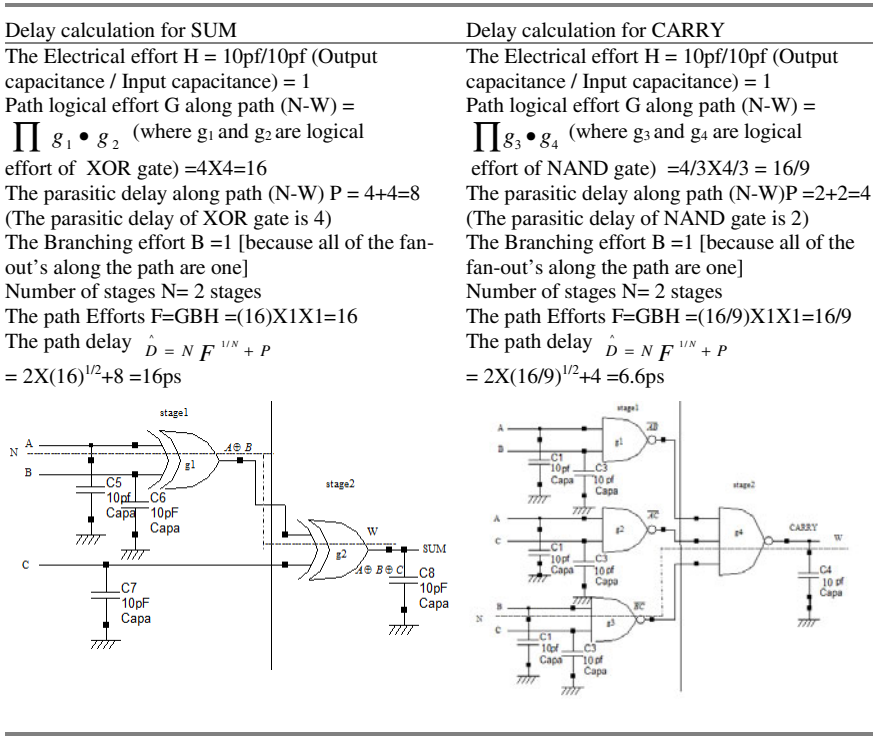 Delay calculation for SUM
The Electrical effort H = 10pf/10pf (Output
capacitance / Input capacitance) = 1
Path logical effort G along path (N-W) =
∏ g₁ • g₂ (where g₁ and g₂ are logical
effort of XOR gate) =4X4=16
The parasitic delay along path (N-W) P = 4+4=8
(The parasitic delay of XOR gate is 4)
The Branching effort B =1 [because all of the fan-
out's along the path are one]
Number of stages N= 2 stages
The path Efforts F=GBH =(16)X1X1=16
The path delay D̂ = N F^1/N + P
= 2X(16)^1/2+8 =16ps
stage1
A
N
B
A⊕ B
g1
C5
10pf
Capa
C6
10pF
Capa
stage2
W
g2
SUM
A⊕ B⊕ C
C
C7
10pF
Capa
C8
10pF
Capa
Delay calculation for CARRY
The Electrical effort H = 10pf/10pf (Output
capacitance / Input capacitance) = 1
Path logical effort G along path (N-W) =
∏ g₃ • g₄ (where g₃ and g₄ are logical
effort of NAND gate) =4/3X4/3 = 16/9
The parasitic delay along path (N-W)P =2+2=4
(The parasitic delay of NAND gate is 2)
The Branching effort B =1 [because all of the
fan-out's along the path are one]
Number of stages N= 2 stages
The path Efforts F=GBH =(16/9)X1X1=16/9
The path delay D̂ = N F^1/N + P
= 2X(16/9)^1/2+4 =6.6ps
stage1
A
B
g1
A̅B̅
C1
10pf
Capa
C3
10 pf
Capa
stage2
A
C
g2
A̅C̅
g4
CARRY
W
C1
10pf
Capa
C3
10 pf
Capa
C4
10 pf
Capa
N
B
C
g3
B̅C̅
C1
10pf
Capa
C3
10 pf
Capa